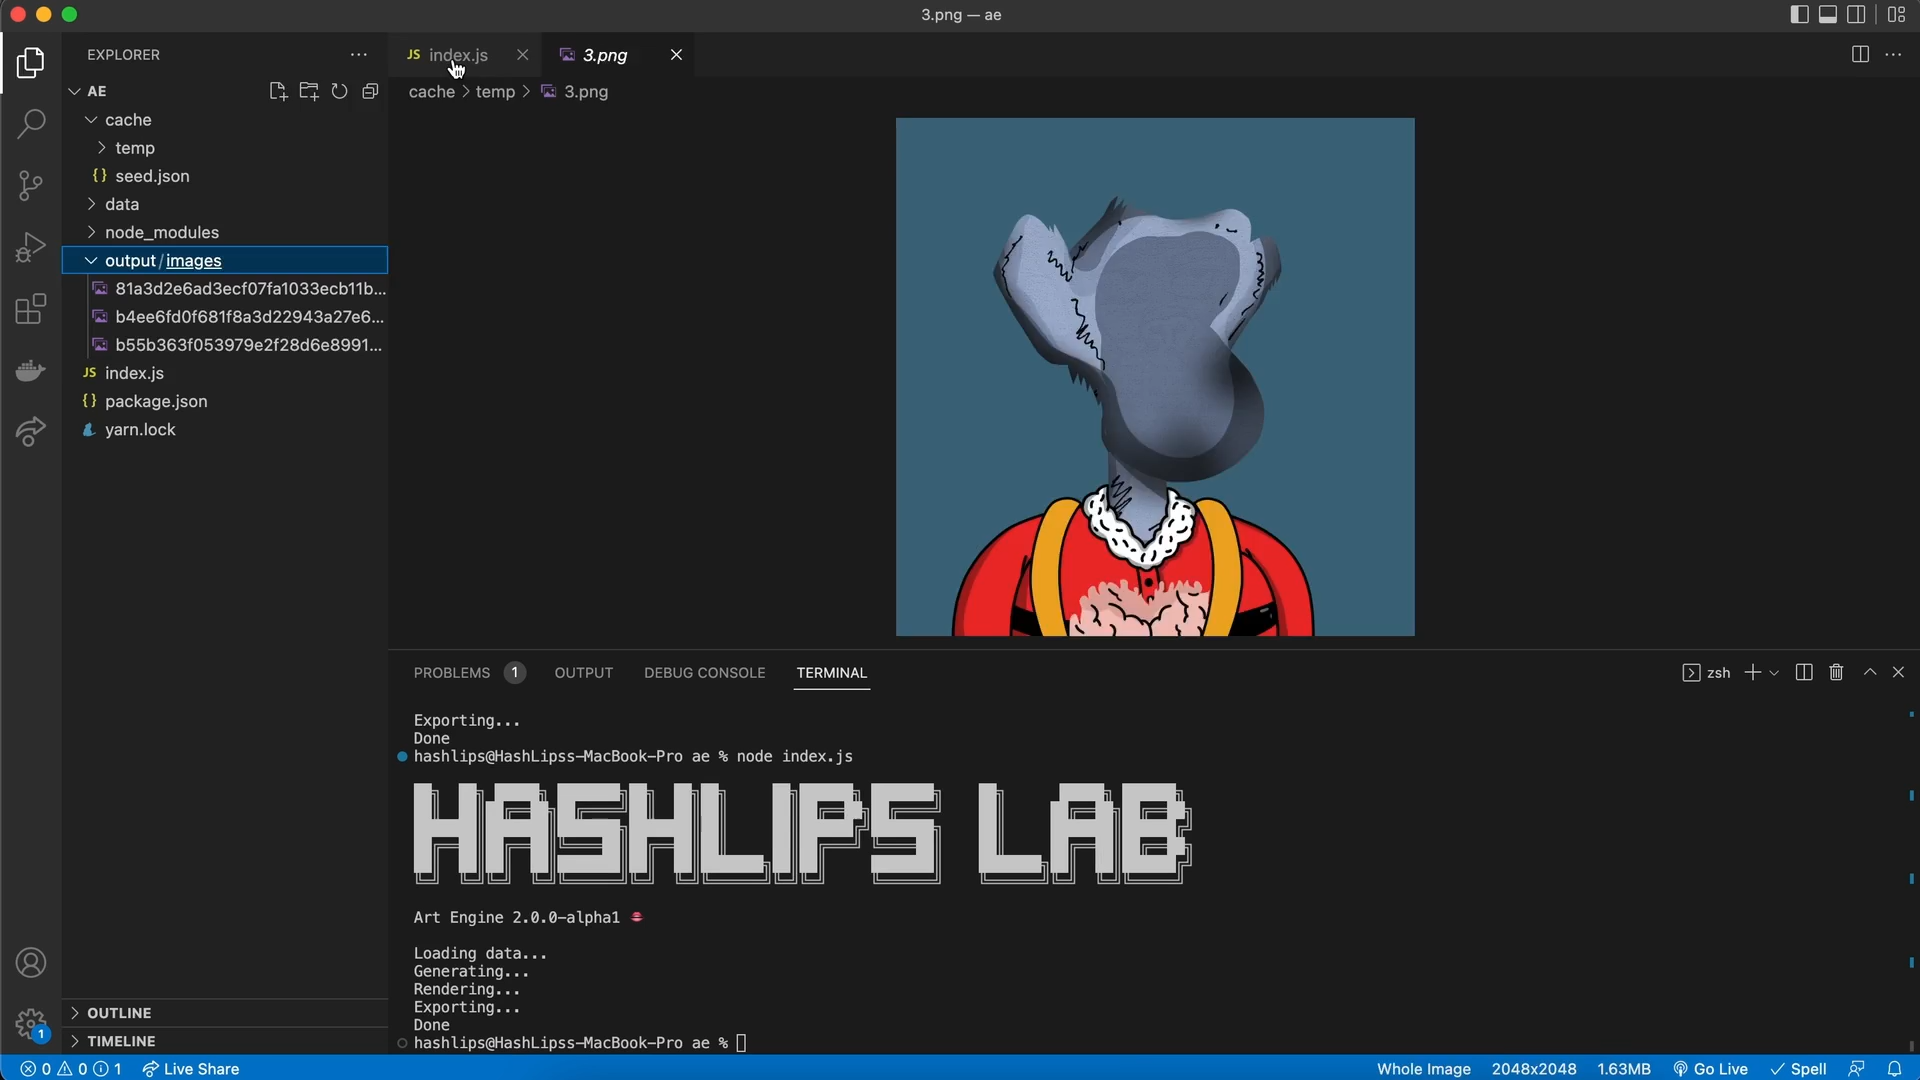 3.png — ae
EXPLORER
JS index.js
3.png
cache > temp > 3.png
AE
cache
temp
{} seed.json
data
node_modules
output/images
81a3d2e6ad3ecf07fa1033ecb11b...
b4ee6fd0f681f8a3d22943a27e6...
b55b363f053979e2f28d6e8991...
JS index.js
{} package.json
yarn.lock
OUTLINE
TIMELINE
PROBLEMS 1 OUTPUT DEBUG CONSOLE TERMINAL
zsh
Exporting...
Done
hashlips@HashLipss-MacBook-Pro ae % node index.js
HASHLIPS LAB
Art Engine 2.0.0-alpha1
Loading data...
Generating...
Rendering...
Exporting...
Done
hashlips@HashLipss-MacBook-Pro ae %
1
0 0 1 Live Share
Whole Image 2048x2048 1.63MB Go Live Spell